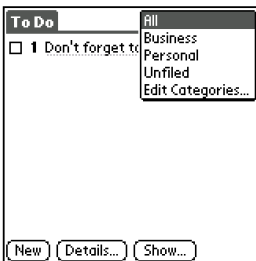 To Do
All
Business
Personal
Unfiled
Edit Categories...
1 Don't forget to
New
Details...
Show...